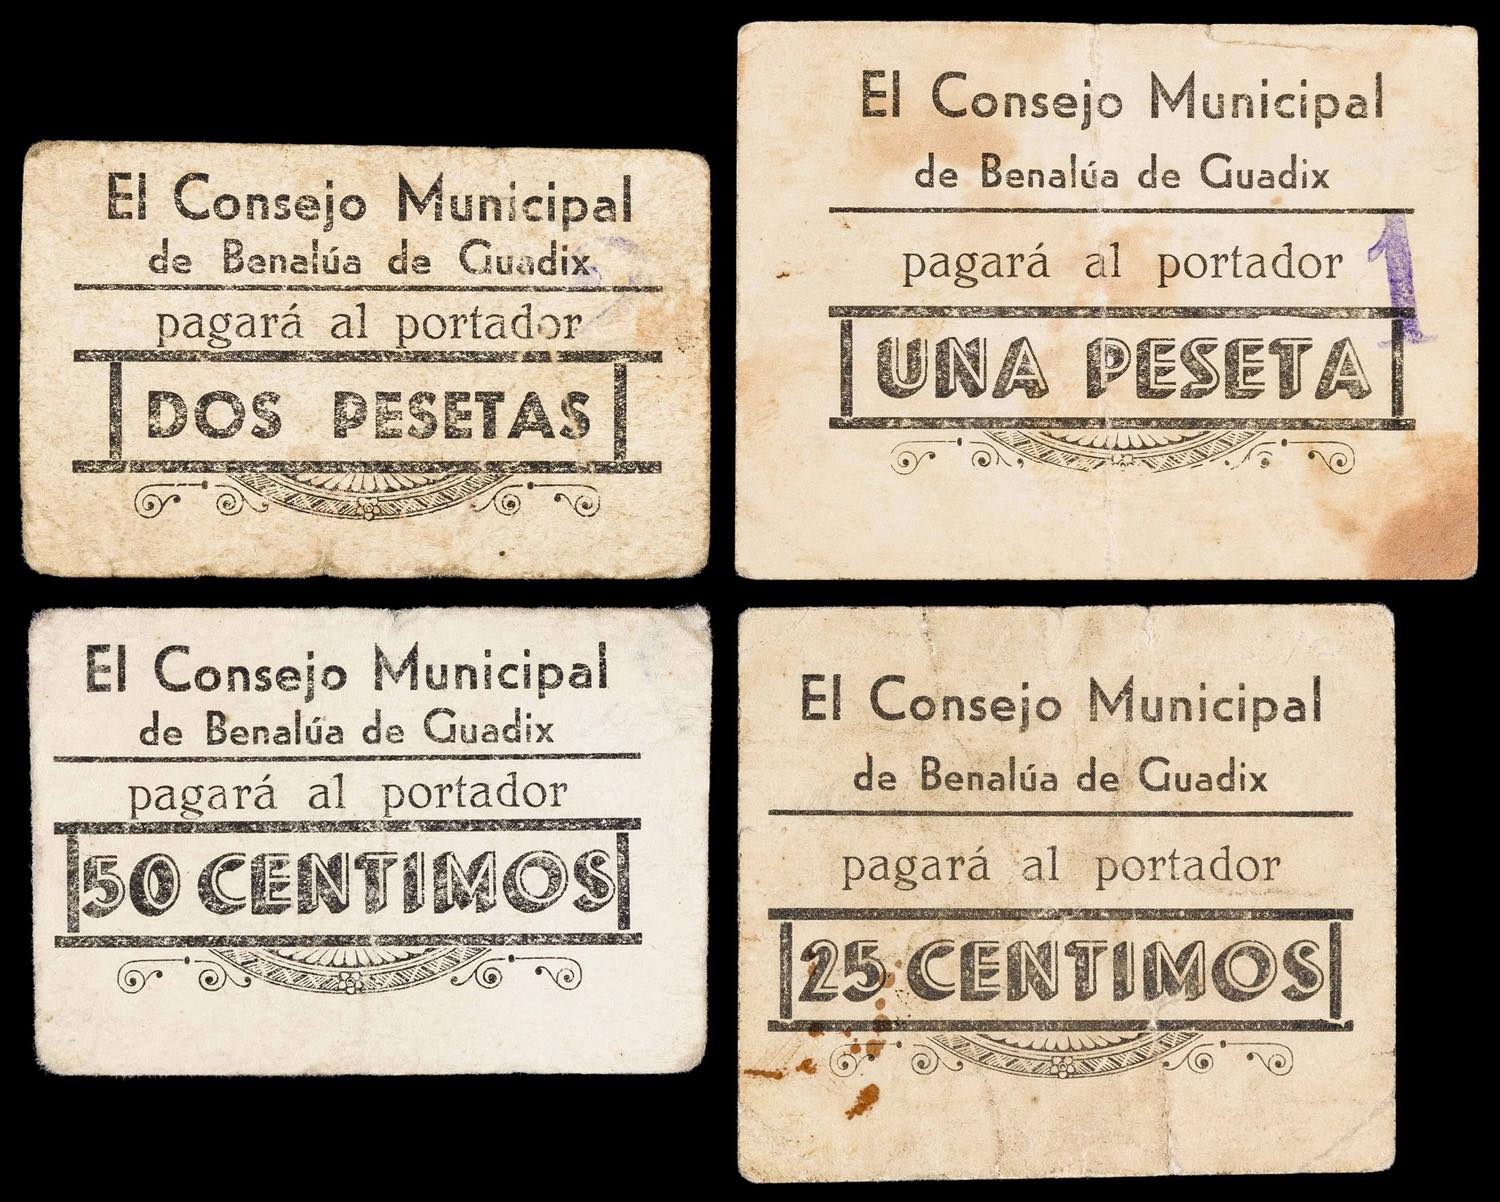 El Consejo Municipal
de Benalúa de Guadix
pagará al portador
DOS PESETAS
El Consejo Municipal
de Benalúa de Guadix
pagará al portador
1
UNA PESETA
El Consejo Municipal
de Benalúa de Guadix
pagará al portador
50 CENTIMOS
El Consejo Municipal
de Benalúa de Guadix
pagará al portador
25 CENTIMOS